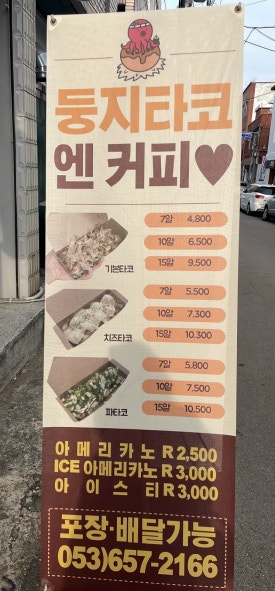 둥지타코
엔 커피♥
7알 4.800
10알 6.500
15알 9.500
기본타코
7알 5.500
10알 7.300
15알 10.300
치즈타코
7알 5.800
10알 7.500
15알 10.500
파타코
아메리카노 R 2,500
ICE 아메리카노 R 3,000
아이스티 R 3,000
포장·배달가능
053)657-2166